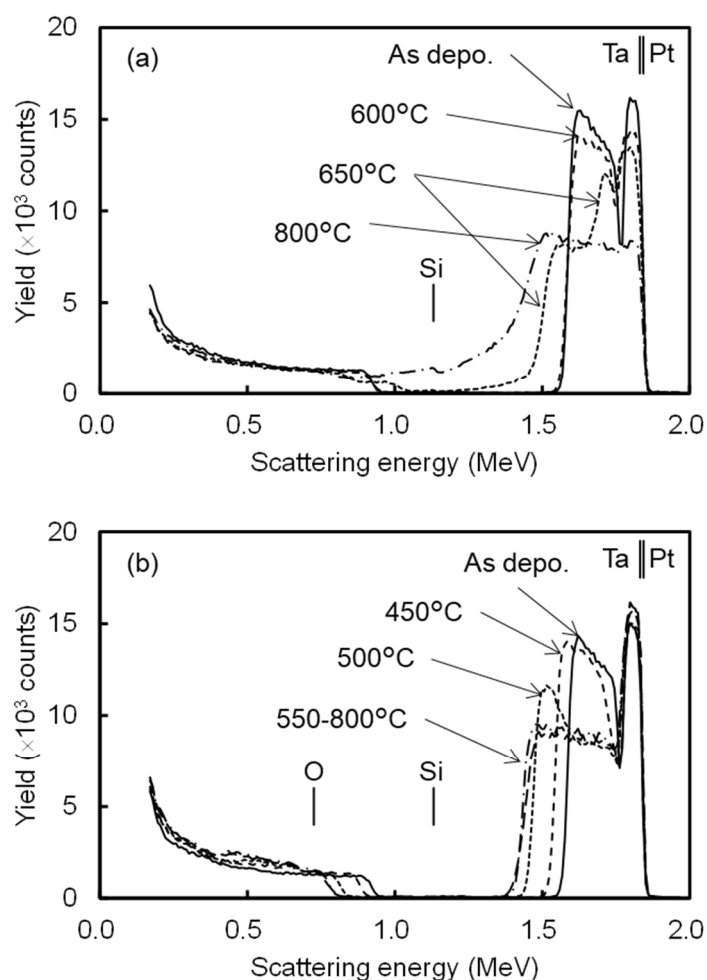 20
(a)
As depo.
Ta
Pt
15
600°C
650°C
10
800°C
Si
5
0
Yield (×10³ counts)
0.0
0.5
1.0
1.5
2.0
Scattering energy (MeV)
20
(b)
As depo.
Ta
Pt
15
450°C
500°C
10
550-800°C
O
Si
5
0
Yield (×10³ counts)
0.0
0.5
1.0
1.5
2.0
Scattering energy (MeV)